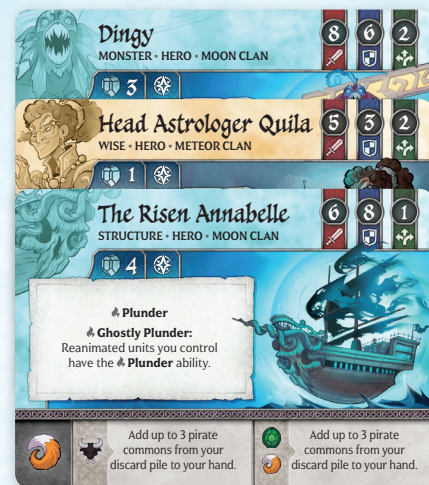 Dingy
8 6 2
MONSTER • HERO • MOON CLAN
3
Head Astrologer Quila
5 3 2
WISE • HERO • METEOR CLAN
1
The Risen Annabelle
6 8 1
STRUCTURE • HERO • MOON CLAN
4
Plunder
Ghostly Plunder:
Reanimated units you control
have the Plunder ability.
Add up to 3 pirate
commons from your
discard pile to your hand.
Add up to 3 pirate
commons from your
discard pile to your hand.